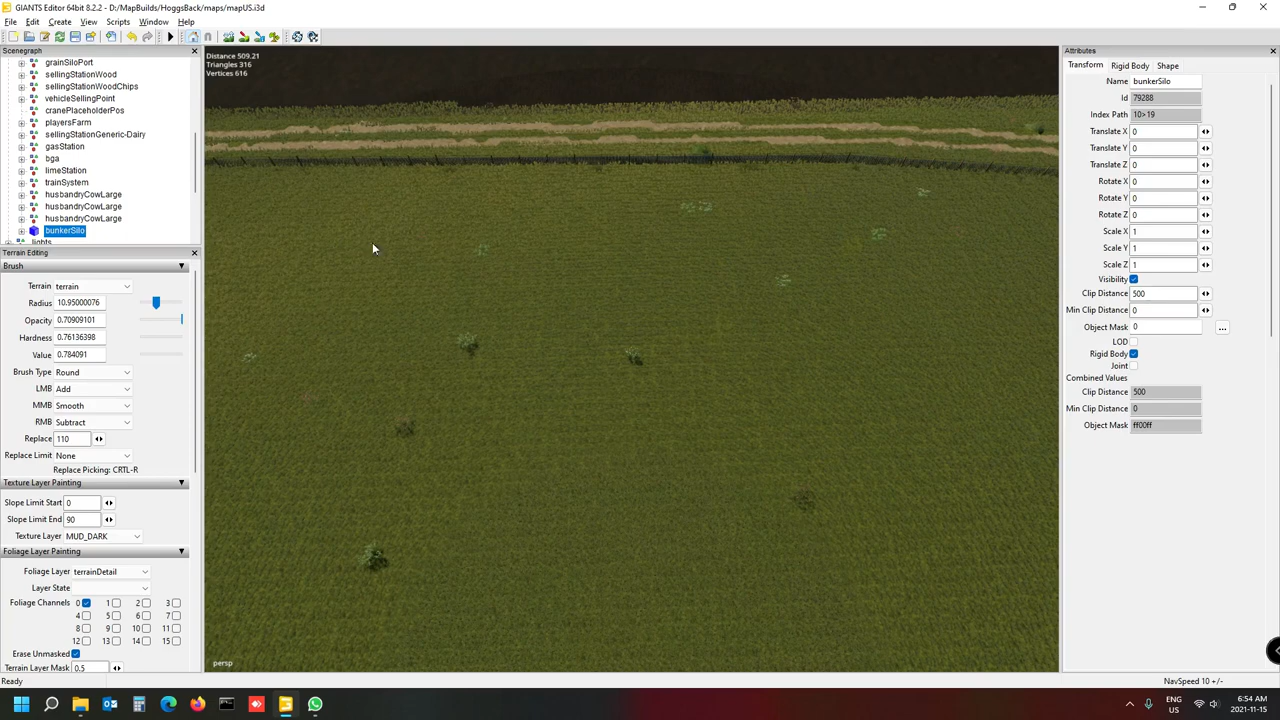 GIANTS Editor 64bit 8.2.2 - D:/MapBuilds/HoggsBack/maps/mapUS.i3d
File Edit Create View Scripts Window Help
Scenegraph
grainSiloPort
sellingStationWood
sellingStationWoodChips
vehicleSellingPoint
cranePlaceholderPos
playersFarm
sellingStationGeneric-Dairy
gasStation
bga
limeStation
trainSystem
husbandryCowLarge
husbandryCowLarge
husbandryCowLarge
bunkerSilo
lights
Terrain Editing
Brush
Terrain terrain
Radius 10.95000076
Opacity 0.70909101
Hardness 0.76136398
Value 0.784091
Brush Type Round
LMB Add
MMB Smooth
RMB Subtract
Replace 110
Replace Limit None
Replace Picking: CRTL-R
Texture Layer Painting
Slope Limit Start 0
Slope Limit End 90
Texture Layer MUD_DARK
Foliage Layer Painting
Foliage Layer terrainDetail
Layer State
Foliage Channels 0 1 2 3
4 5 6 7
8 9 10 11
12 13 14 15
Erase Unmasked
Terrain Layer Mask 0.5
Ready
Distance 509.21
Triangles 316
Vertices 616
persp
Attributes
Transform Rigid Body Shape
Name bunkerSilo
Id 79288
Index Path 10>19
Translate X 0
Translate Y 0
Translate Z 0
Rotate X 0
Rotate Y 0
Rotate Z 0
Scale X 1
Scale Y 1
Scale Z 1
Visibility
Clip Distance 500
Min Clip Distance 0
Object Mask 0 ...
LOD
Rigid Body
Joint
Combined Values
Clip Distance 500
Min Clip Distance 0
Object Mask ff00ff
NavSpeed 10 +/-
ENG
US
6:54 AM
2021-11-15